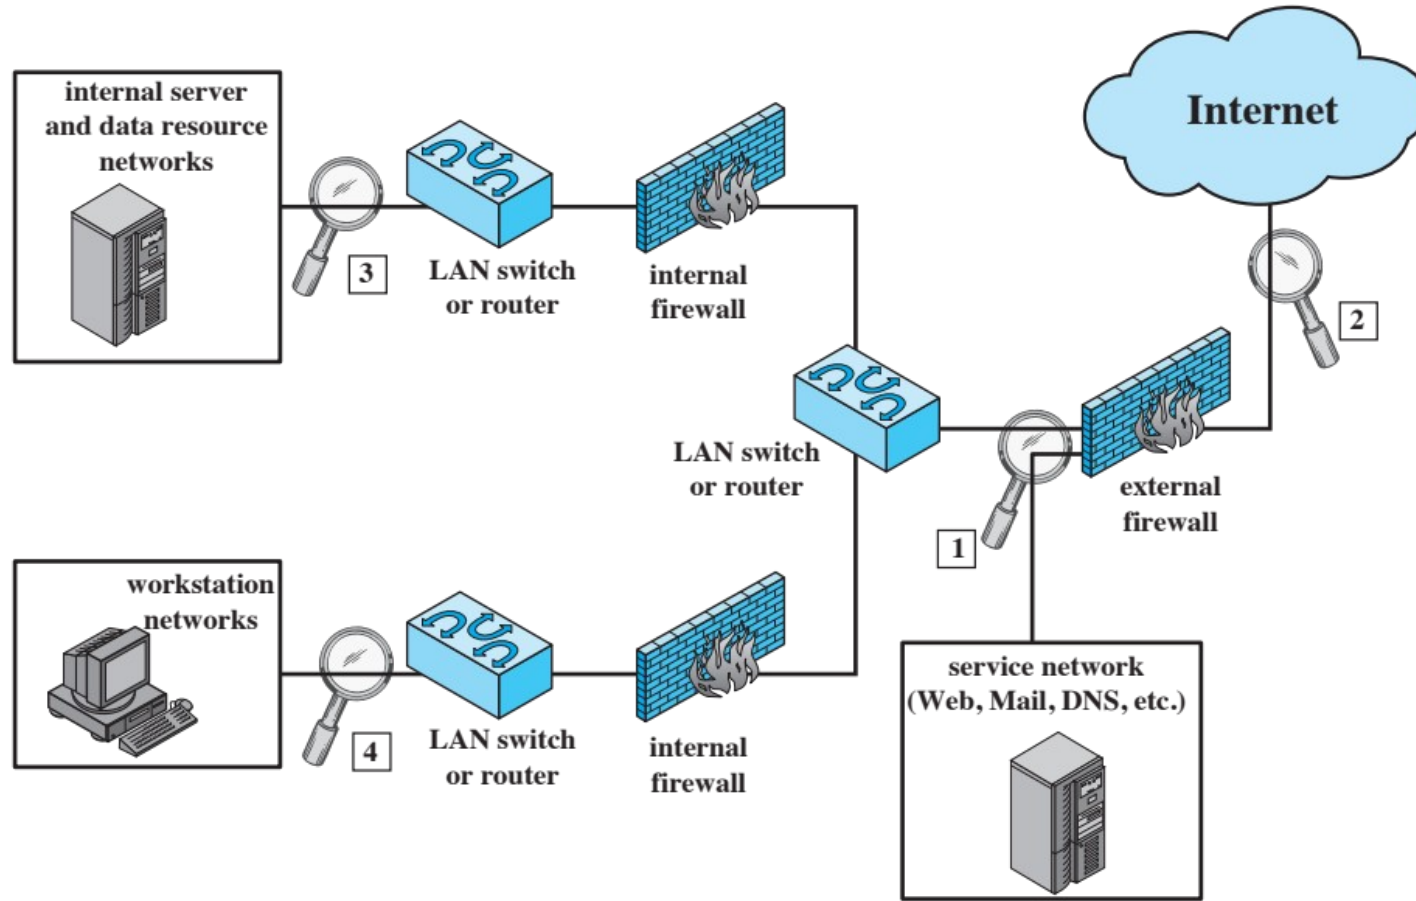 internal server
and data resource
networks
3
LAN switch
or router
internal
firewall
Internet
2
LAN switch
or router
1
external
firewall
workstation
networks
4
LAN switch
or router
internal
firewall
service network
(Web, Mail, DNS, etc.)